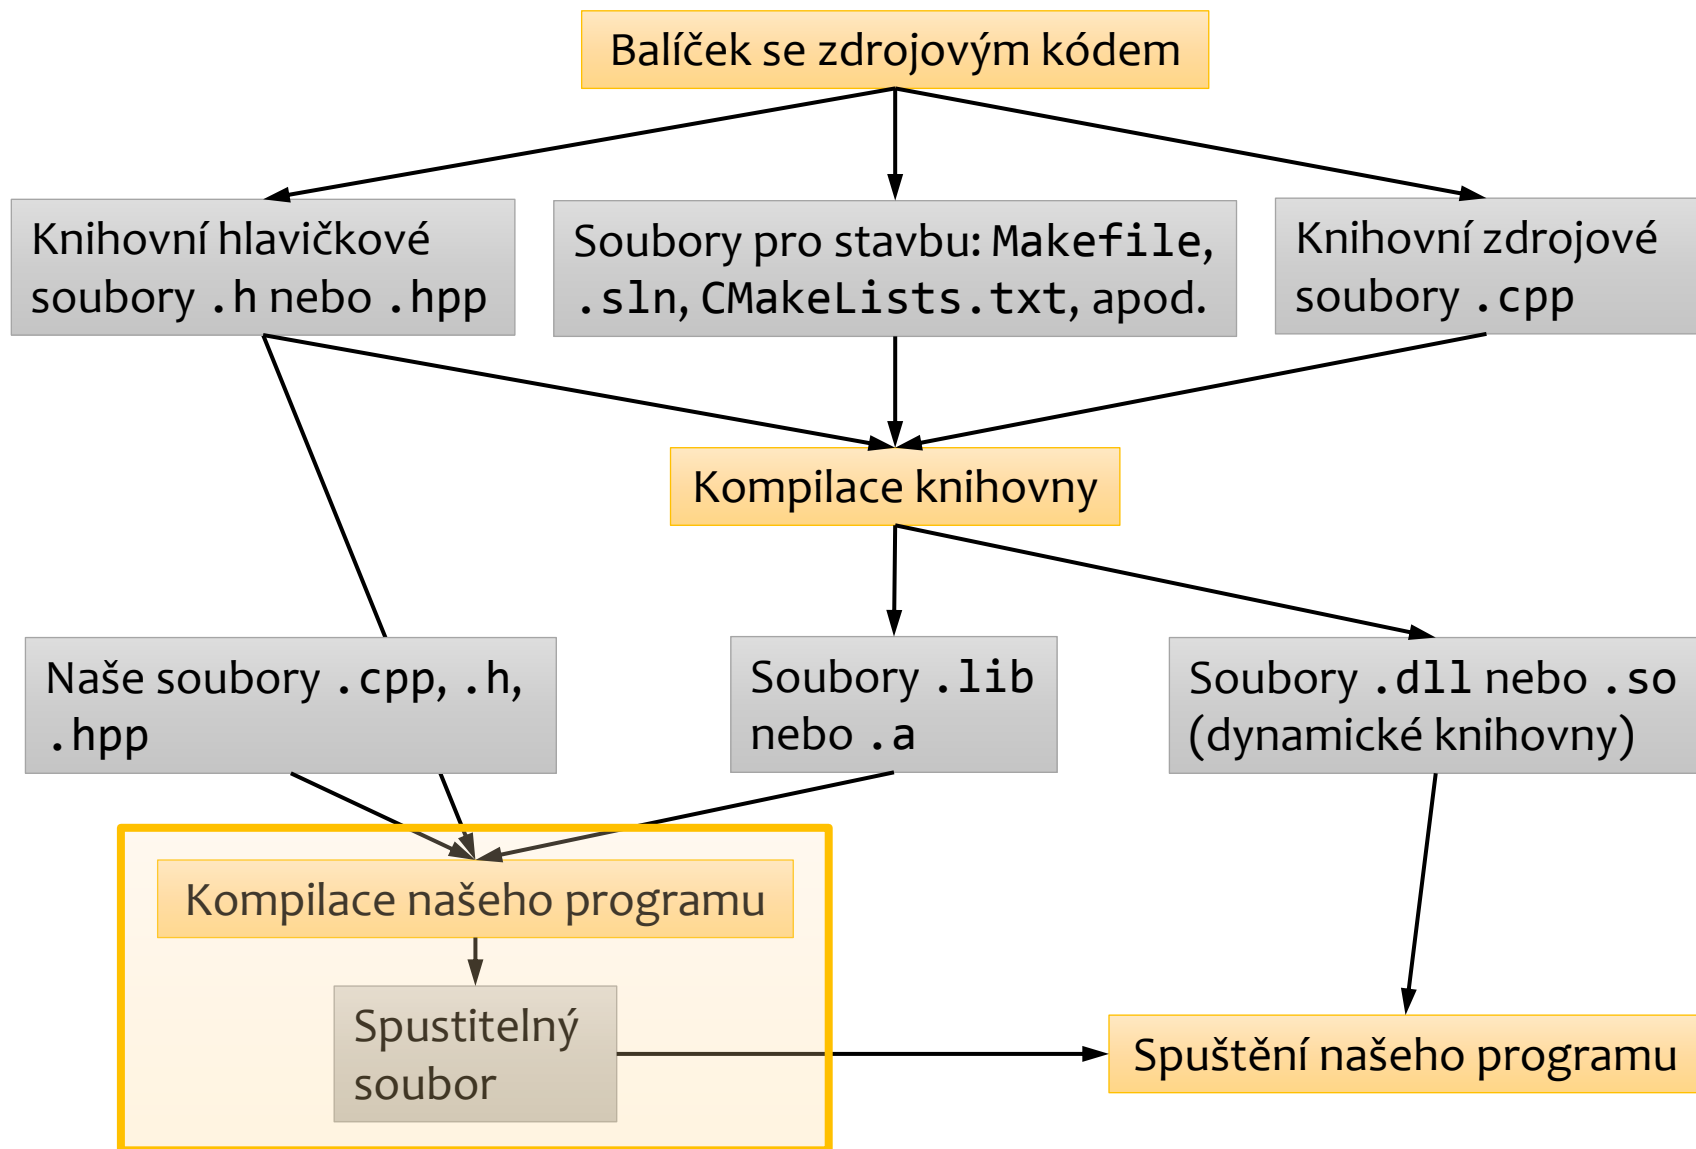 Balíček se zdrojovým kódem
Knihovní hlavičkové
soubory .h nebo .hpp
Soubory pro stavbu: Makefile,
.sln, CMakeLists.txt, apod.
Knihovní zdrojové
soubory .cpp
Kompilace knihovny
Naše soubory .cpp, .h,
.hpp
Soubory .lib
nebo .a
Soubory .dll nebo .so
(dynamické knihovny)
Kompilace našeho programu
Spustitelný
soubor
Spuštění našeho programu